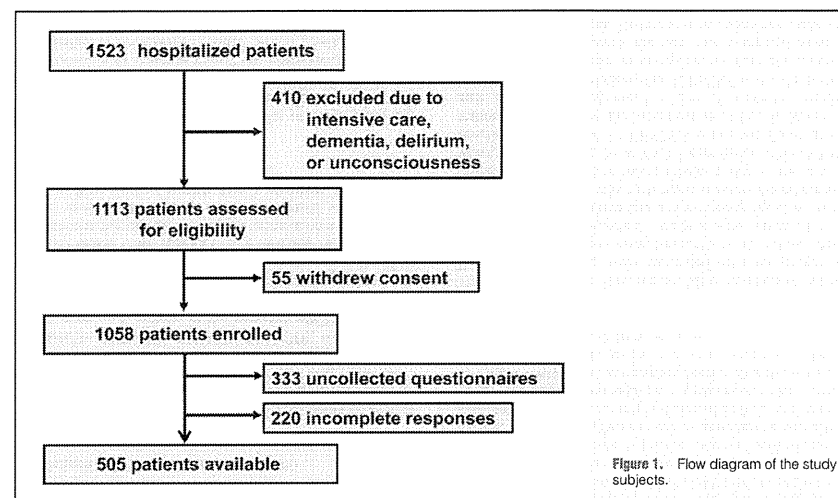 1523 hospitalized patients
410 excluded due to
intensive care,
dementia, delirium,
or unconsciousness
1113 patients assessed
for eligibility
55 withdrew consent
1058 patients enrolled
333 uncollected questionnaires
220 incomplete responses
505 patients available
Figure 1. Flow diagram of the study
subjects.